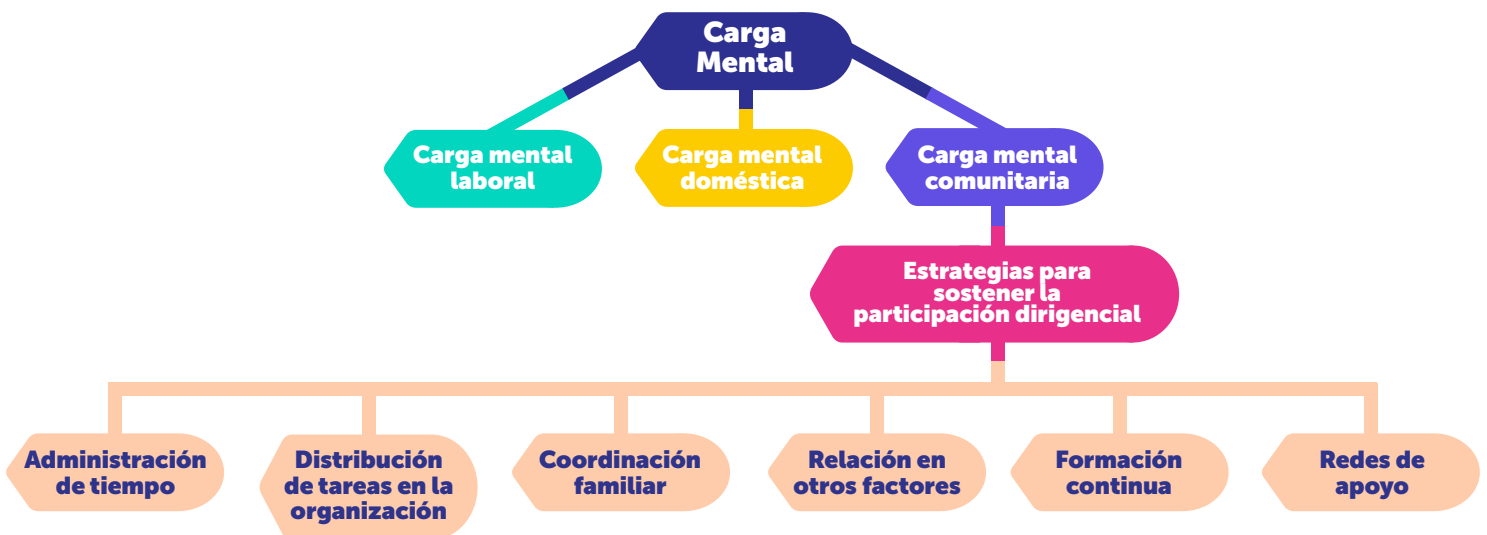 Carga
Mental
Carga mental
laboral
Carga mental
doméstica
Carga mental
comunitaria
Estrategias para
sostener la
participación dirigencial
Administración
de tiempo
Distribución
de tareas en la
organización
Coordinación
familiar
Relación en
otros factores
Formación
continua
Redes de
apoyo